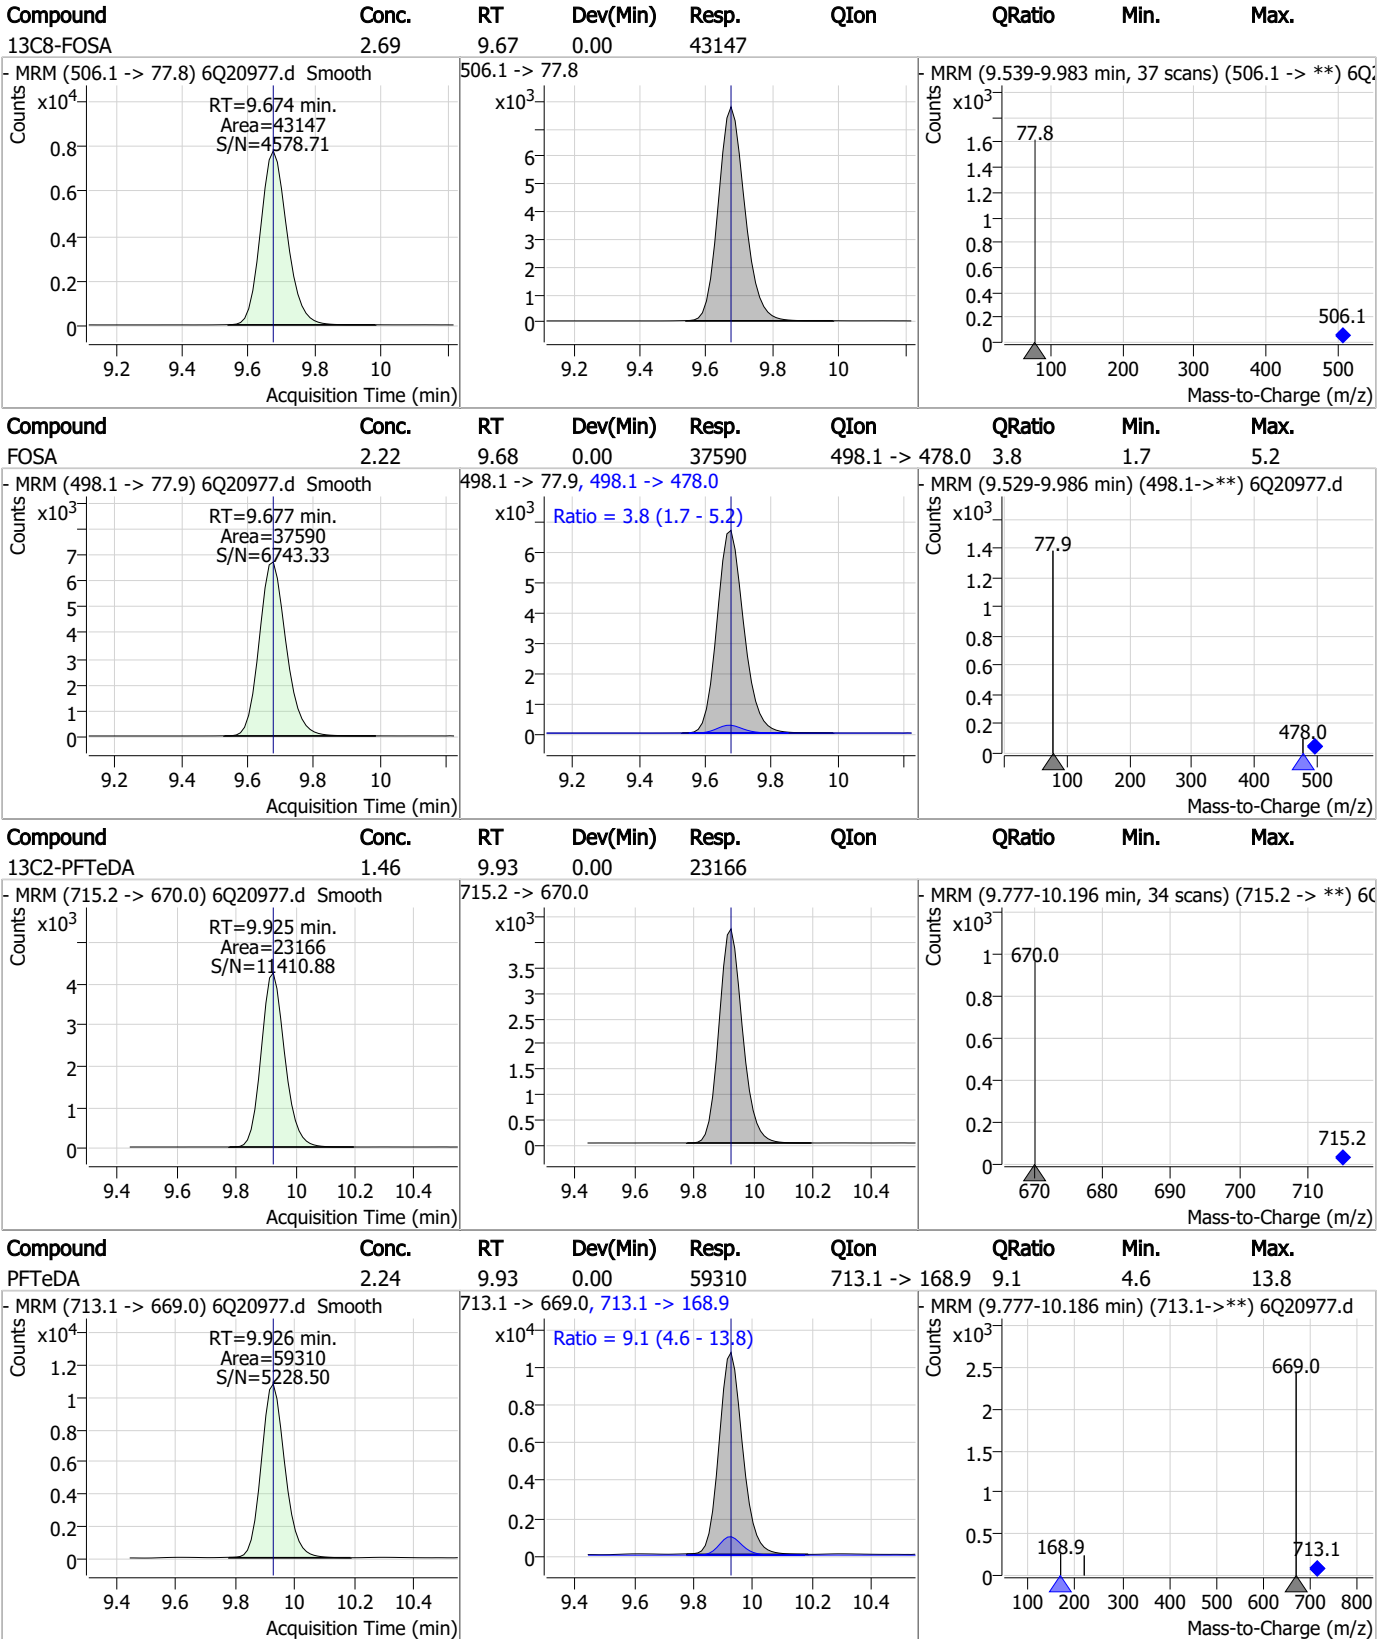 Compound Conc. RT Dev(Min) Resp. QIon QRatio Min. Max.
13C8-FOSA 2.69 9.67 0.00 43147
- MRM (506.1 -> 77.8) 6Q20977.d Smooth
Counts
x10⁴
RT=9.674 min.
Area=43147
S/N=4578.71
0.8
0.6
0.4
0.2
0
9.2 9.4 9.6 9.8 10
Acquisition Time (min)
506.1 -> 77.8
x10³
6
5
4
3
2
1
0
9.2 9.4 9.6 9.8 10
- MRM (9.539-9.983 min, 37 scans) (506.1 -> **) 6Q2
Counts
x10³
77.8
1.6
1.4
1.2
1
0.8
0.6
0.4
0.2
0
506.1
100 200 300 400 500
Mass-to-Charge (m/z)
Compound Conc. RT Dev(Min) Resp. QIon QRatio Min. Max.
FOSA 2.22 9.68 0.00 37590 498.1 -> 478.0 3.8 1.7 5.2
- MRM (498.1 -> 77.9) 6Q20977.d Smooth
Counts
x10³
RT=9.677 min.
Area=37590
S/N=6743.33
7
6
5
4
3
2
1
0
9.2 9.4 9.6 9.8 10
Acquisition Time (min)
498.1 -> 77.9, 498.1 -> 478.0
x10³
Ratio = 3.8 (1.7 - 5.2)
6
5
4
3
2
1
0
9.2 9.4 9.6 9.8 10
- MRM (9.529-9.986 min) (498.1->**) 6Q20977.d
Counts
x10³
77.9
1.4
1.2
1
0.8
0.6
0.4
0.2
0
478.0
100 200 300 400 500
Mass-to-Charge (m/z)
Compound Conc. RT Dev(Min) Resp. QIon QRatio Min. Max.
13C2-PFTeDA 1.46 9.93 0.00 23166
- MRM (715.2 -> 670.0) 6Q20977.d Smooth
Counts
x10³
RT=9.925 min.
Area=23166
S/N=11410.88
4
3
2
1
0
9.4 9.6 9.8 10 10.2 10.4
Acquisition Time (min)
715.2 -> 670.0
x10³
3.5
3
2.5
2
1.5
1
0.5
0
9.4 9.6 9.8 10 10.2 10.4
- MRM (9.777-10.196 min, 34 scans) (715.2 -> **) 6Q
Counts
x10³
670.0
1
0.8
0.6
0.4
0.2
0
715.2
670 680 690 700 710
Mass-to-Charge (m/z)
Compound Conc. RT Dev(Min) Resp. QIon QRatio Min. Max.
PFTeDA 2.24 9.93 0.00 59310 713.1 -> 168.9 9.1 4.6 13.8
- MRM (713.1 -> 669.0) 6Q20977.d Smooth
Counts
x10⁴
RT=9.926 min.
Area=59310
S/N=5228.50
1.2
1
0.8
0.6
0.4
0.2
0
9.4 9.6 9.8 10 10.2 10.4
Acquisition Time (min)
713.1 -> 669.0, 713.1 -> 168.9
x10⁴
Ratio = 9.1 (4.6 - 13.8)
1
0.8
0.6
0.4
0.2
0
9.4 9.6 9.8 10 10.2 10.4
- MRM (9.777-10.186 min) (713.1->**) 6Q20977.d
Counts
x10³
669.0
2.5
2
1.5
1
0.5
0
168.9
713.1
100 200 300 400 500 600 700 800
Mass-to-Charge (m/z)